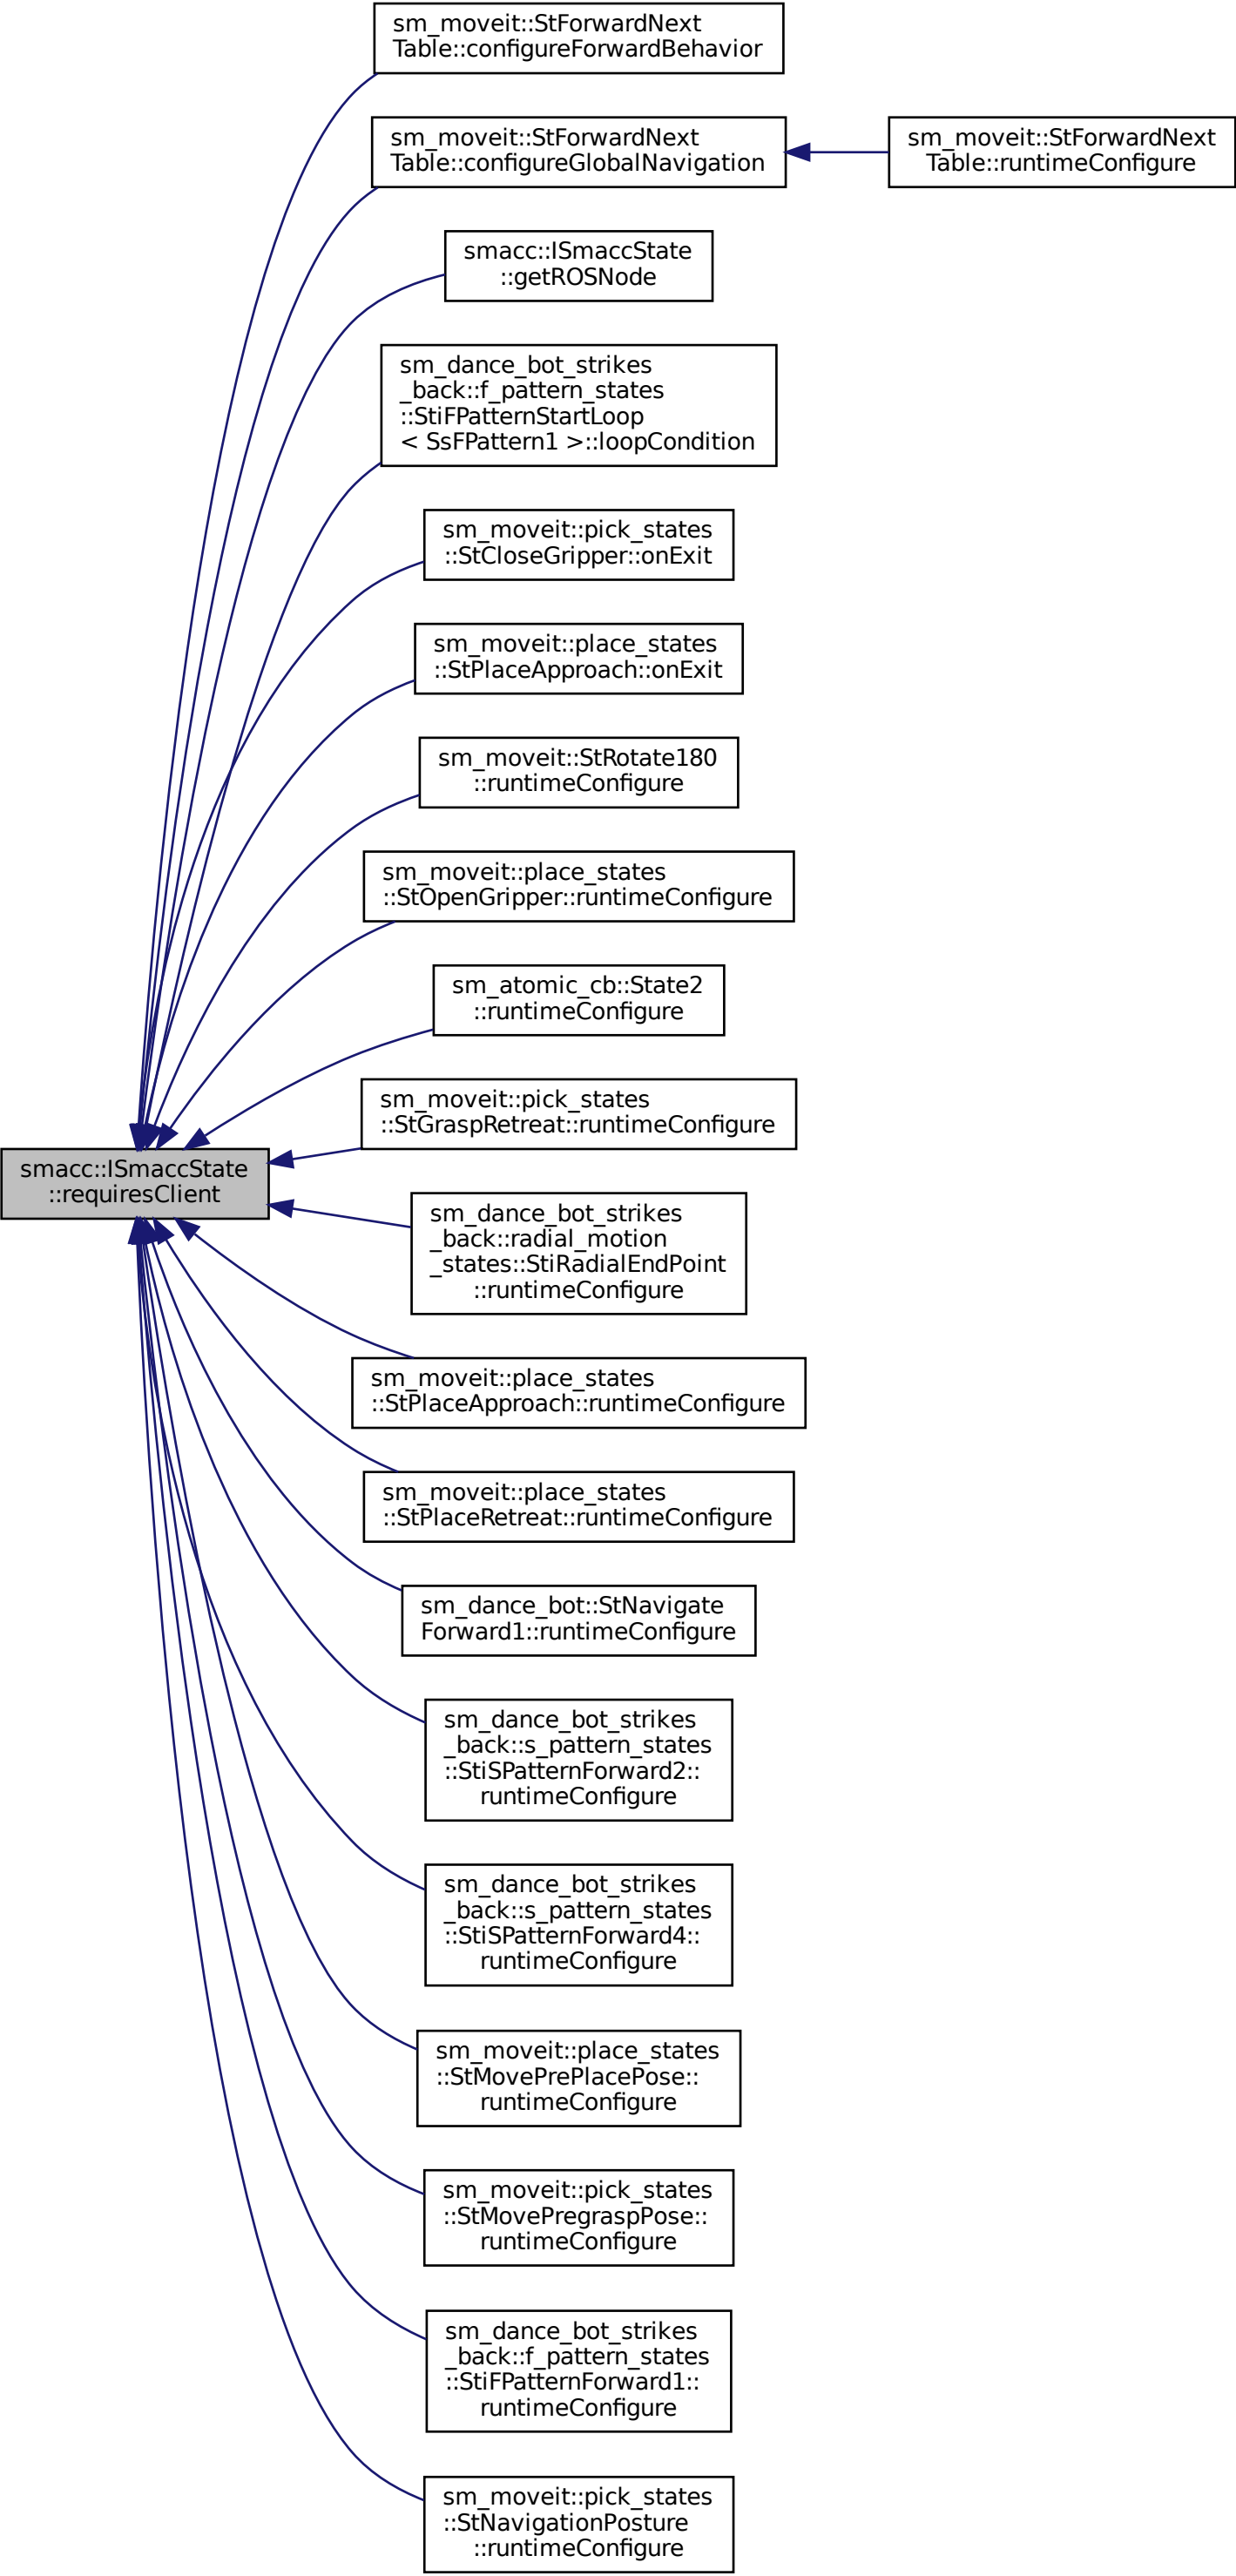 sm_moveit::StForwardNext
Table::configureForwardBehavior
sm_moveit::StForwardNext
Table::configureGlobalNavigation
sm_moveit::StForwardNext
Table::runtimeConfigure
smacc::ISmaccState
::getROSNode
sm_dance_bot_strikes
_back::f_pattern_states
::StiFPatternStartLoop
< SsFPattern1 >::loopCondition
sm_moveit::pick_states
::StCloseGripper::onExit
sm_moveit::place_states
::StPlaceApproach::onExit
sm_moveit::StRotate180
::runtimeConfigure
sm_moveit::place_states
::StOpenGripper::runtimeConfigure
sm_atomic_cb::State2
::runtimeConfigure
sm_moveit::pick_states
::StGraspRetreat::runtimeConfigure
smacc::ISmaccState
::requiresClient
sm_dance_bot_strikes
_back::radial_motion
_states::StiRadialEndPoint
::runtimeConfigure
sm_moveit::place_states
::StPlaceApproach::runtimeConfigure
sm_moveit::place_states
::StPlaceRetreat::runtimeConfigure
sm_dance_bot::StNavigate
Forward1::runtimeConfigure
sm_dance_bot_strikes
_back::s_pattern_states
::StiSPatternForward2::
runtimeConfigure
sm_dance_bot_strikes
_back::s_pattern_states
::StiSPatternForward4::
runtimeConfigure
sm_moveit::place_states
::StMovePrePlacePose::
runtimeConfigure
sm_moveit::pick_states
::StMovePregraspPose::
runtimeConfigure
sm_dance_bot_strikes
_back::f_pattern_states
::StiFPatternForward1::
runtimeConfigure
sm_moveit::pick_states
::StNavigationPosture
::runtimeConfigure